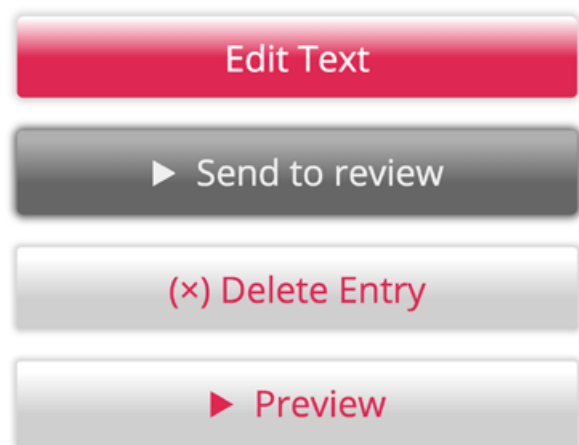 Edit Text
▶ Send to review
(×) Delete Entry
▶ Preview